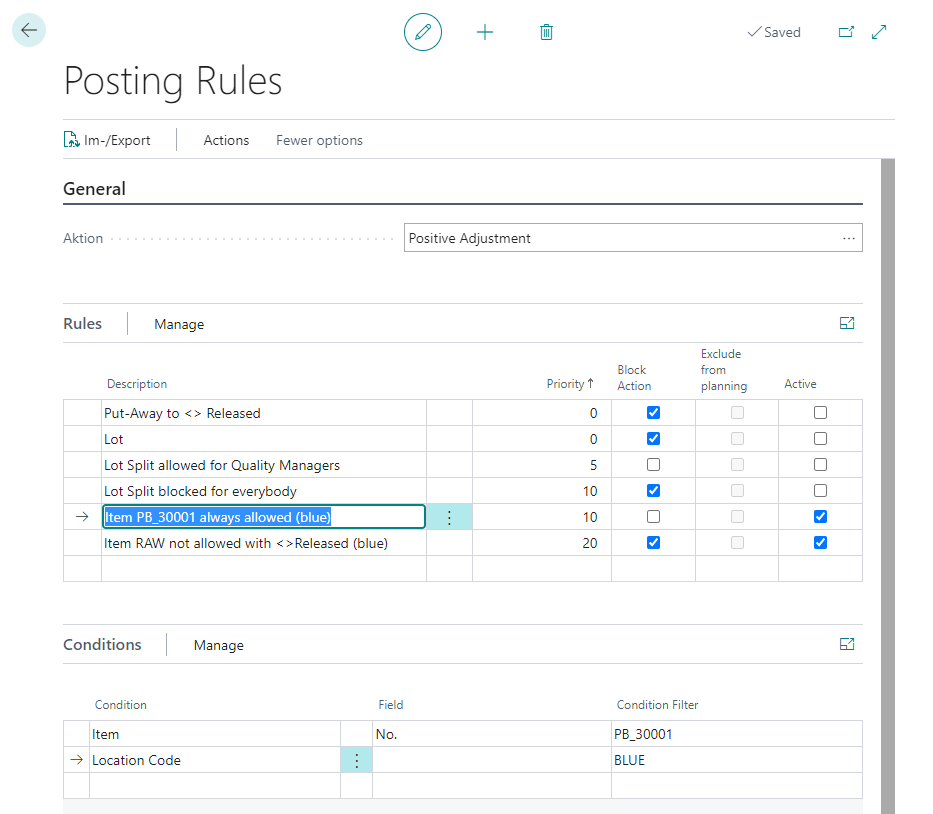 Saved
Posting Rules
Im-/Export Actions Fewer options
General
Aktion Positive Adjustment ...
Rules Manage
Description Priority↑ Block Action Exclude from planning Active
Put-Away to <> Released 0
Lot 0
Lot Split allowed for Quality Managers 5
Lot Split blocked for everybody 10
Item PB_30001 always allowed (blue) 10
Item RAW not allowed with <>Released (blue) 20
Conditions Manage
Condition Field Condition Filter
Item No. PB_30001
Location Code BLUE